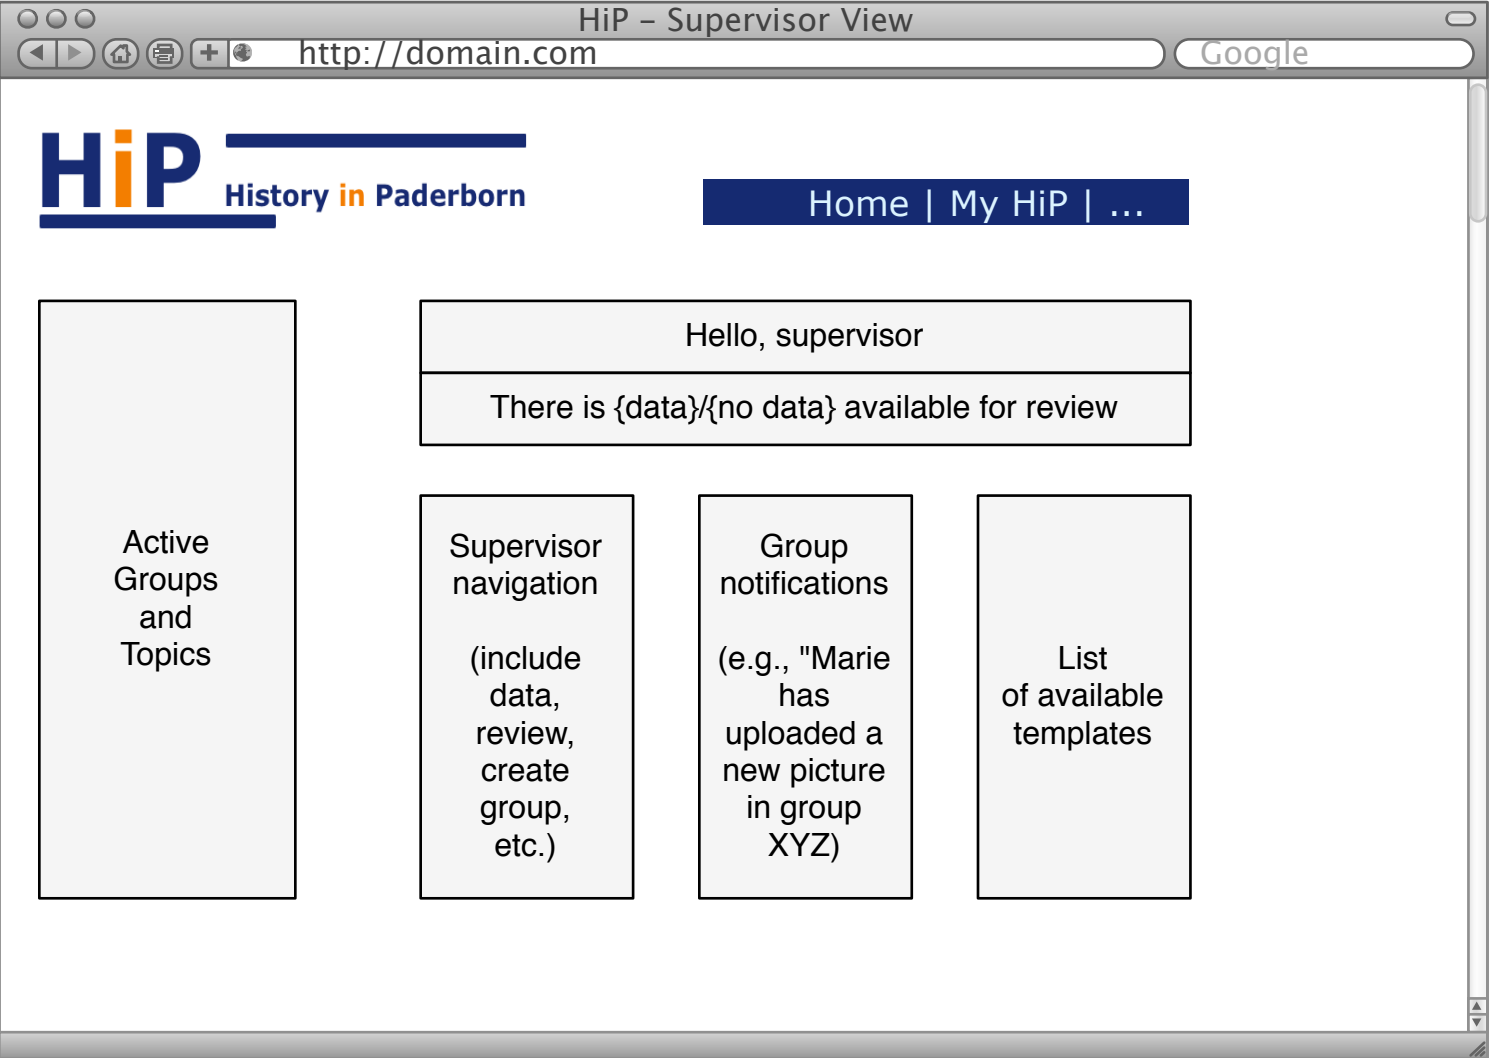 HiP – Supervisor View
http://domain.com
Google
HiP
History in Paderborn
Home | My HiP | ...
Hello, supervisor
There is {data}/{no data} available for review
Active
Groups
and
Topics
Supervisor
navigation
(include
data,
review,
create
group,
etc.)
Group
notifications
(e.g., "Marie
has
uploaded a
new picture
in group
XYZ)
List
of available
templates